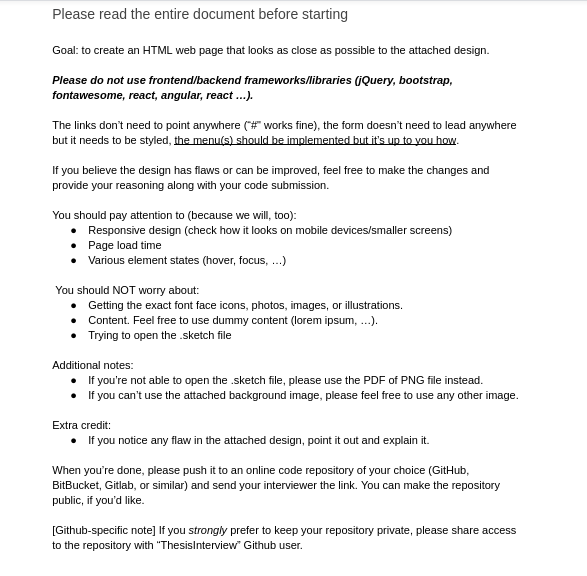 Please read the entire document before starting
Goal: to create an HTML web page that looks as close as possible to the attached design.
Please do not use frontend/backend frameworks/libraries (jQuery, bootstrap,
fontawesome, react, angular, react …).
The links don’t need to point anywhere (“#” works fine), the form doesn’t need to lead anywhere
but it needs to be styled, the menu(s) should be implemented but it’s up to you how.
If you believe the design has flaws or can be improved, feel free to make the changes and
provide your reasoning along with your code submission.
You should pay attention to (because we will, too):
● Responsive design (check how it looks on mobile devices/smaller screens)
● Page load time
● Various element states (hover, focus, …)
You should NOT worry about:
● Getting the exact font face icons, photos, images, or illustrations.
● Content. Feel free to use dummy content (lorem ipsum, …).
● Trying to open the .sketch file
Additional notes:
● If you’re not able to open the .sketch file, please use the PDF of PNG file instead.
● If you can’t use the attached background image, please feel free to use any other image.
Extra credit:
● If you notice any flaw in the attached design, point it out and explain it.
When you’re done, please push it to an online code repository of your choice (GitHub,
BitBucket, Gitlab, or similar) and send your interviewer the link. You can make the repository
public, if you’d like.
[Github-specific note] If you strongly prefer to keep your repository private, please share access
to the repository with “ThesisInterview” Github user.